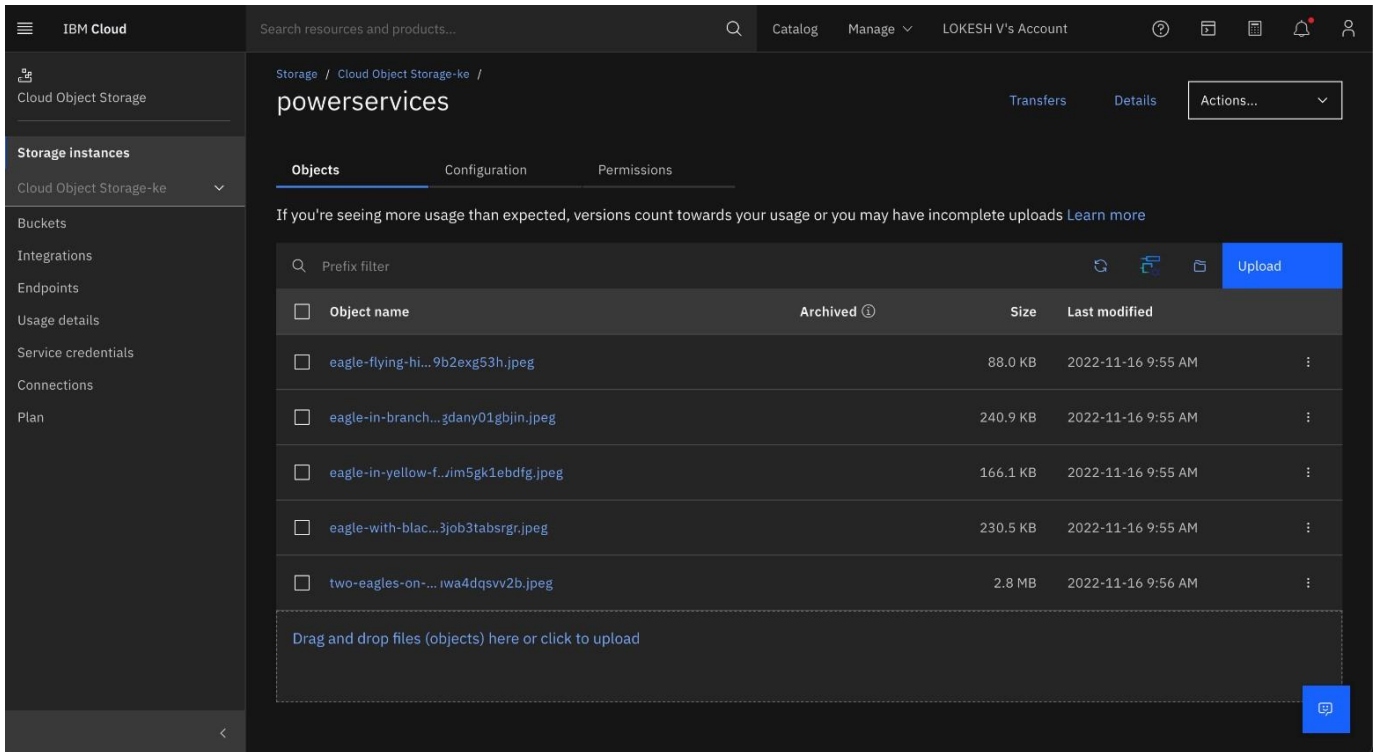 IBM Cloud
Search resources and products...
Catalog
Manage
LOKESH V's Account
Cloud Object Storage
Storage instances
Cloud Object Storage-ke
Buckets
Integrations
Endpoints
Usage details
Service credentials
Connections
Plan
Storage / Cloud Object Storage-ke /
powerservices
Transfers
Details
Actions...
Objects
Configuration
Permissions
If you're seeing more usage than expected, versions count towards your usage or you may have incomplete uploads Learn more
Prefix filter
Upload
Object name Archived Size Last modified
eagle-flying-hi...9b2exg53h.jpeg 88.0 KB 2022-11-16 9:55 AM
eagle-in-branch...gdany01gbjin.jpeg 240.9 KB 2022-11-16 9:55 AM
eagle-in-yellow-f...vim5gk1ebdfg.jpeg 166.1 KB 2022-11-16 9:55 AM
eagle-with-blac...3job3tabsrgr.jpeg 230.5 KB 2022-11-16 9:55 AM
two-eagles-on-... 2.8 MB 2022-11-16 9:56 AM
Drag and drop files (objects) here or click to upload